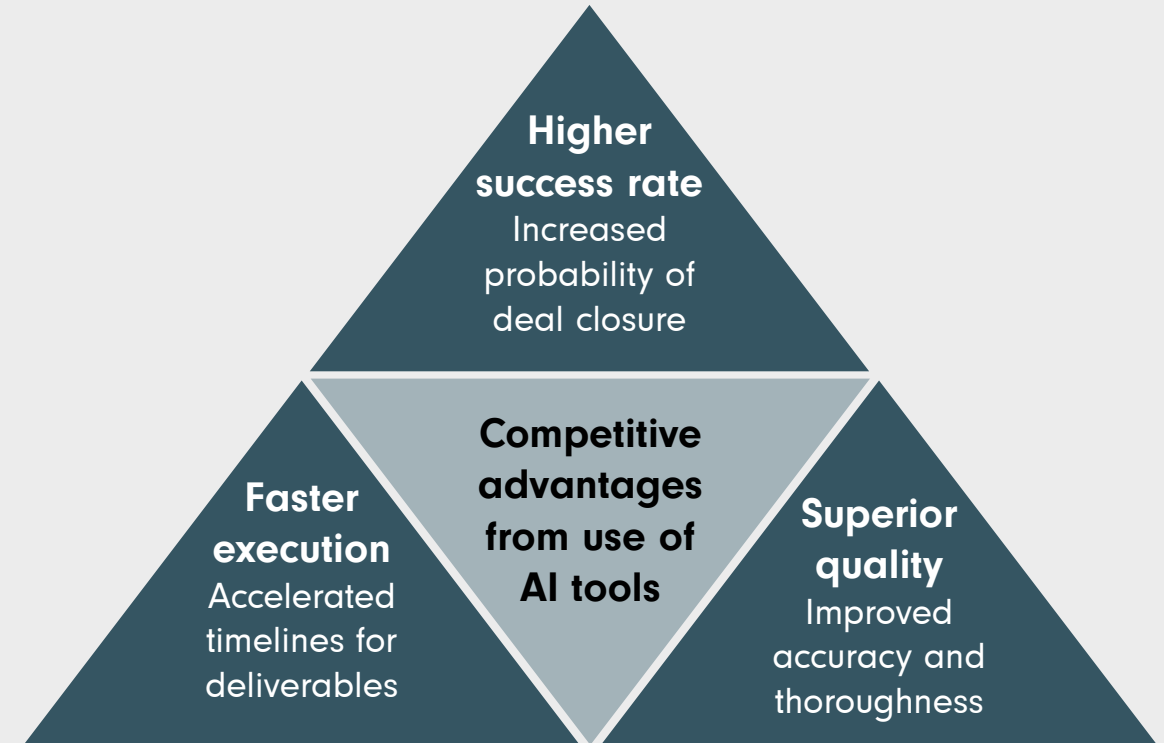 Higher
success rate
Increased
probability of
deal closure
Competitive
advantages
from use of
AI tools
Faster
execution
Accelerated
timelines for
deliverables
Superior
quality
Improved
accuracy and
thoroughness